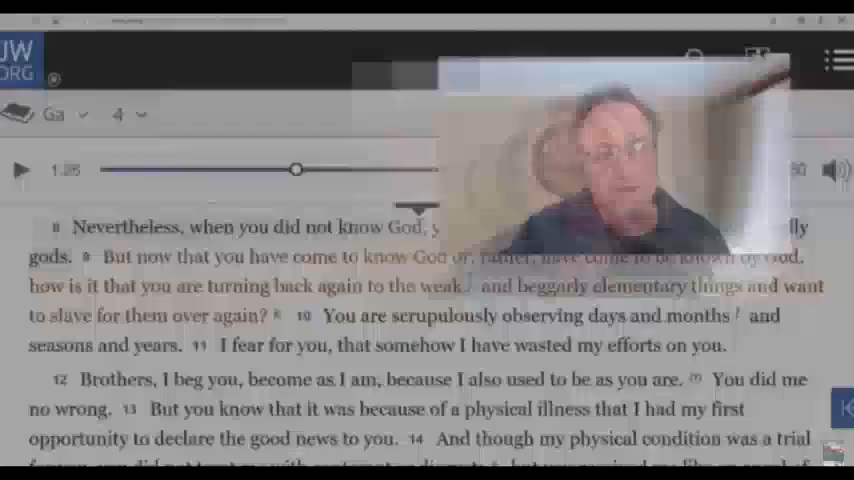 JW
ORG
Ga 4
1.26
8 Nevertheless, when you did not know God, lly
gods. 9 But now that you have come to know God or, rather, have come to be known by God,
how is it that you are turning back again to the weak j and beggarly elementary things and want
to slave for them over again? k 10 You are scrupulously observing days and months l and
seasons and years. 11 I fear for you, that somehow I have wasted my efforts on you.
12 Brothers, I beg you, become as I am, because I also used to be as you are. m You did me
no wrong. 13 But you know that it was because of a physical illness that I had my first
opportunity to declare the good news to you. 14 And though my physical condition was a trial